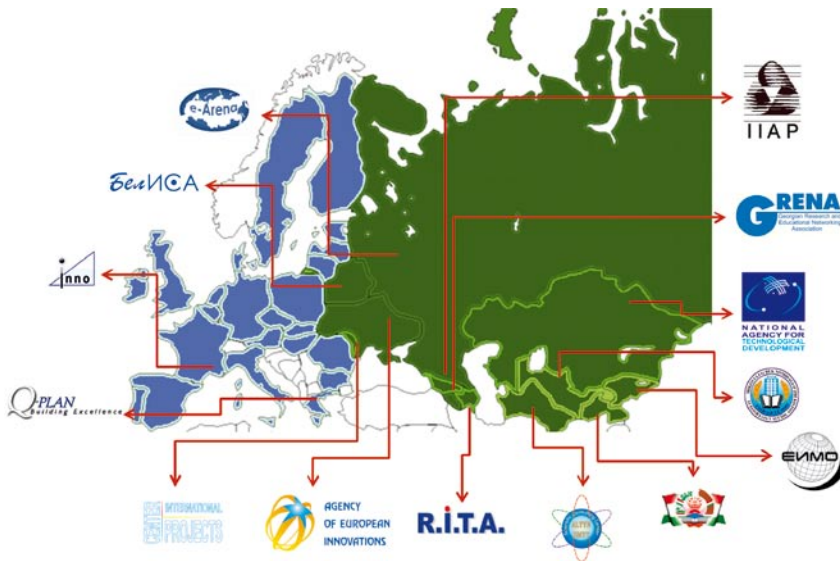 e-Arena
IIAP
БелИСА
GRENA
Georgian Research and
Educational Networking
Association
inno
NATIONAL
AGENCY FOR
TECHNOLOGICAL
DEVELOPMENT
Q-PLAN
building Excellence
ЕИМО
INTERNATIONAL
PROJECTS
AGENCY
OF EUROPEAN
INNOVATIONS
R.i.T.A.
ALTYN